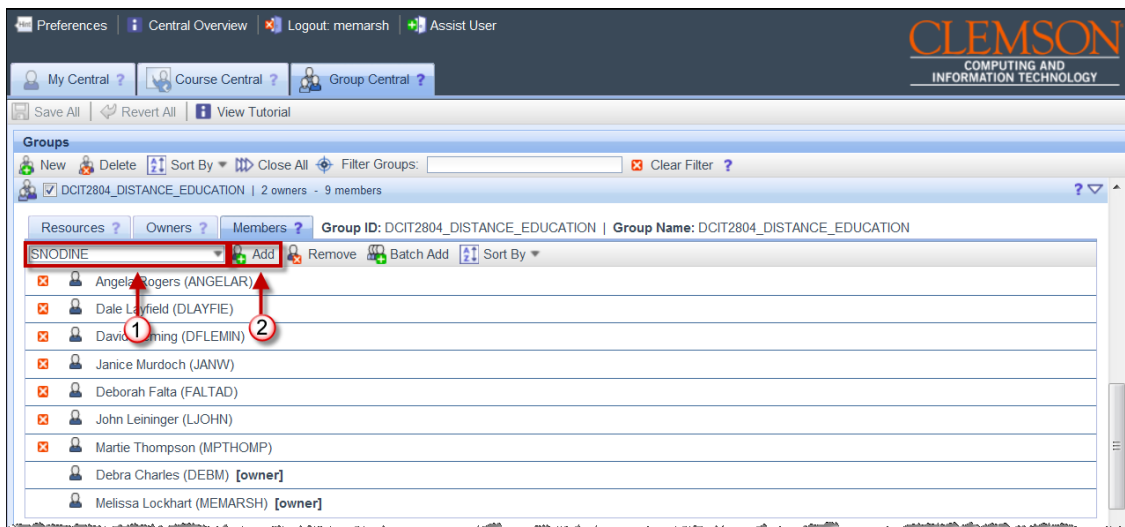 Preferences Central Overview Logout: memarsh Assist User
CLEMSON
COMPUTING AND
INFORMATION TECHNOLOGY
My Central ? Course Central ? Group Central ?
Save All Revert All View Tutorial
Groups
New Delete Sort By Close All Filter Groups: Clear Filter ?
DCIT2804_DISTANCE_EDUCATION | 2 owners - 9 members ?
Resources ? Owners ? Members ? Group ID: DCIT2804_DISTANCE_EDUCATION | Group Name: DCIT2804_DISTANCE_EDUCATION
SNODINE Add Remove Batch Add Sort By
Angela Rogers (ANGELAR)
Dale Layfield (DLAYFIE)
1 2
David (DFLEMIN)
Janice Murdoch (JANW)
Deborah Falta (FALTAD)
John Leininger (LJOHN)
Martie Thompson (MPTHOMP)
Debra Charles (DEBM) [owner]
Melissa Lockhart (MEMARSH) [owner]